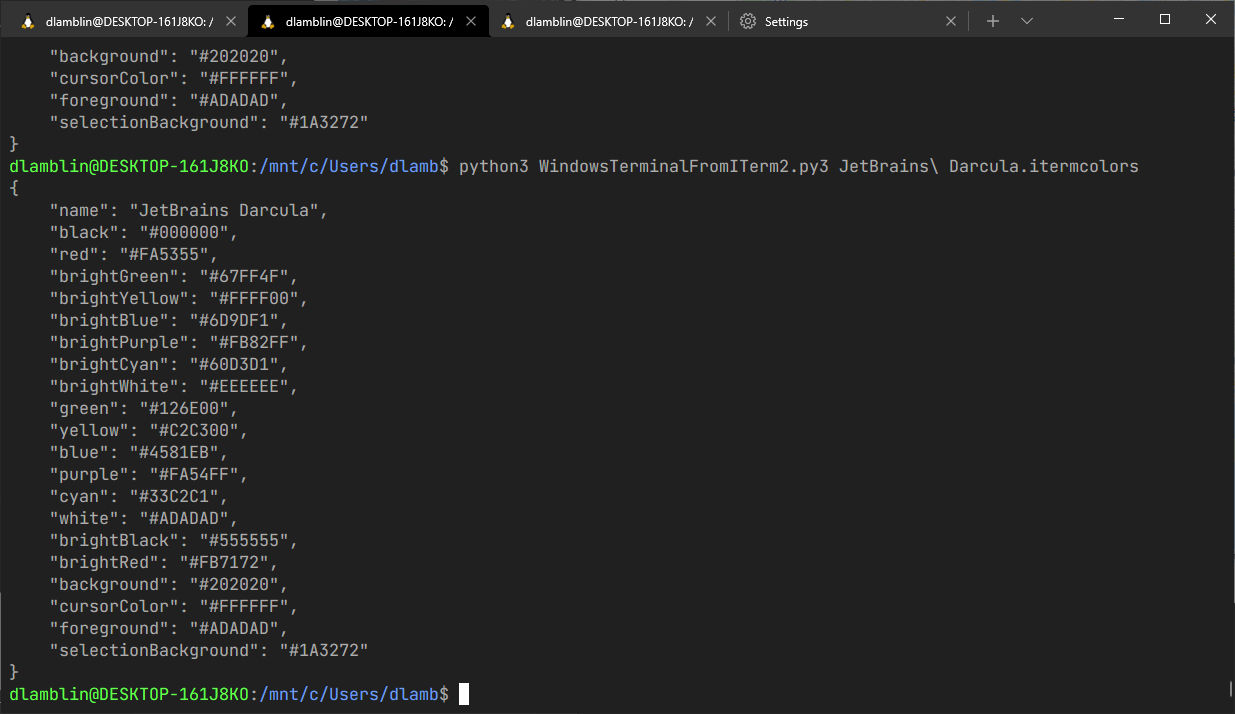 dlamblin@DESKTOP-161J8KO: / dlamblin@DESKTOP-161J8KO: / dlamblin@DESKTOP-161J8KO: / Settings
    "background": "#202020",
    "cursorColor": "#FFFFFF",
    "foreground": "#ADADAD",
    "selectionBackground": "#1A3272"
}
dlamblin@DESKTOP-161J8KO:/mnt/c/Users/dlamb$ python3 WindowsTerminalFromITerm2.py3 JetBrains\ Darcula.itermcolors
{
    "name": "JetBrains Darcula",
    "black": "#000000",
    "red": "#FA5355",
    "brightGreen": "#67FF4F",
    "brightYellow": "#FFFF00",
    "brightBlue": "#6D9DF1",
    "brightPurple": "#FB82FF",
    "brightCyan": "#60D3D1",
    "brightWhite": "#EEEEEE",
    "green": "#126E00",
    "yellow": "#C2C300",
    "blue": "#4581EB",
    "purple": "#FA54FF",
    "cyan": "#33C2C1",
    "white": "#ADADAD",
    "brightBlack": "#555555",
    "brightRed": "#FB7172",
    "background": "#202020",
    "cursorColor": "#FFFFFF",
    "foreground": "#ADADAD",
    "selectionBackground": "#1A3272"
}
dlamblin@DESKTOP-161J8KO:/mnt/c/Users/dlamb$